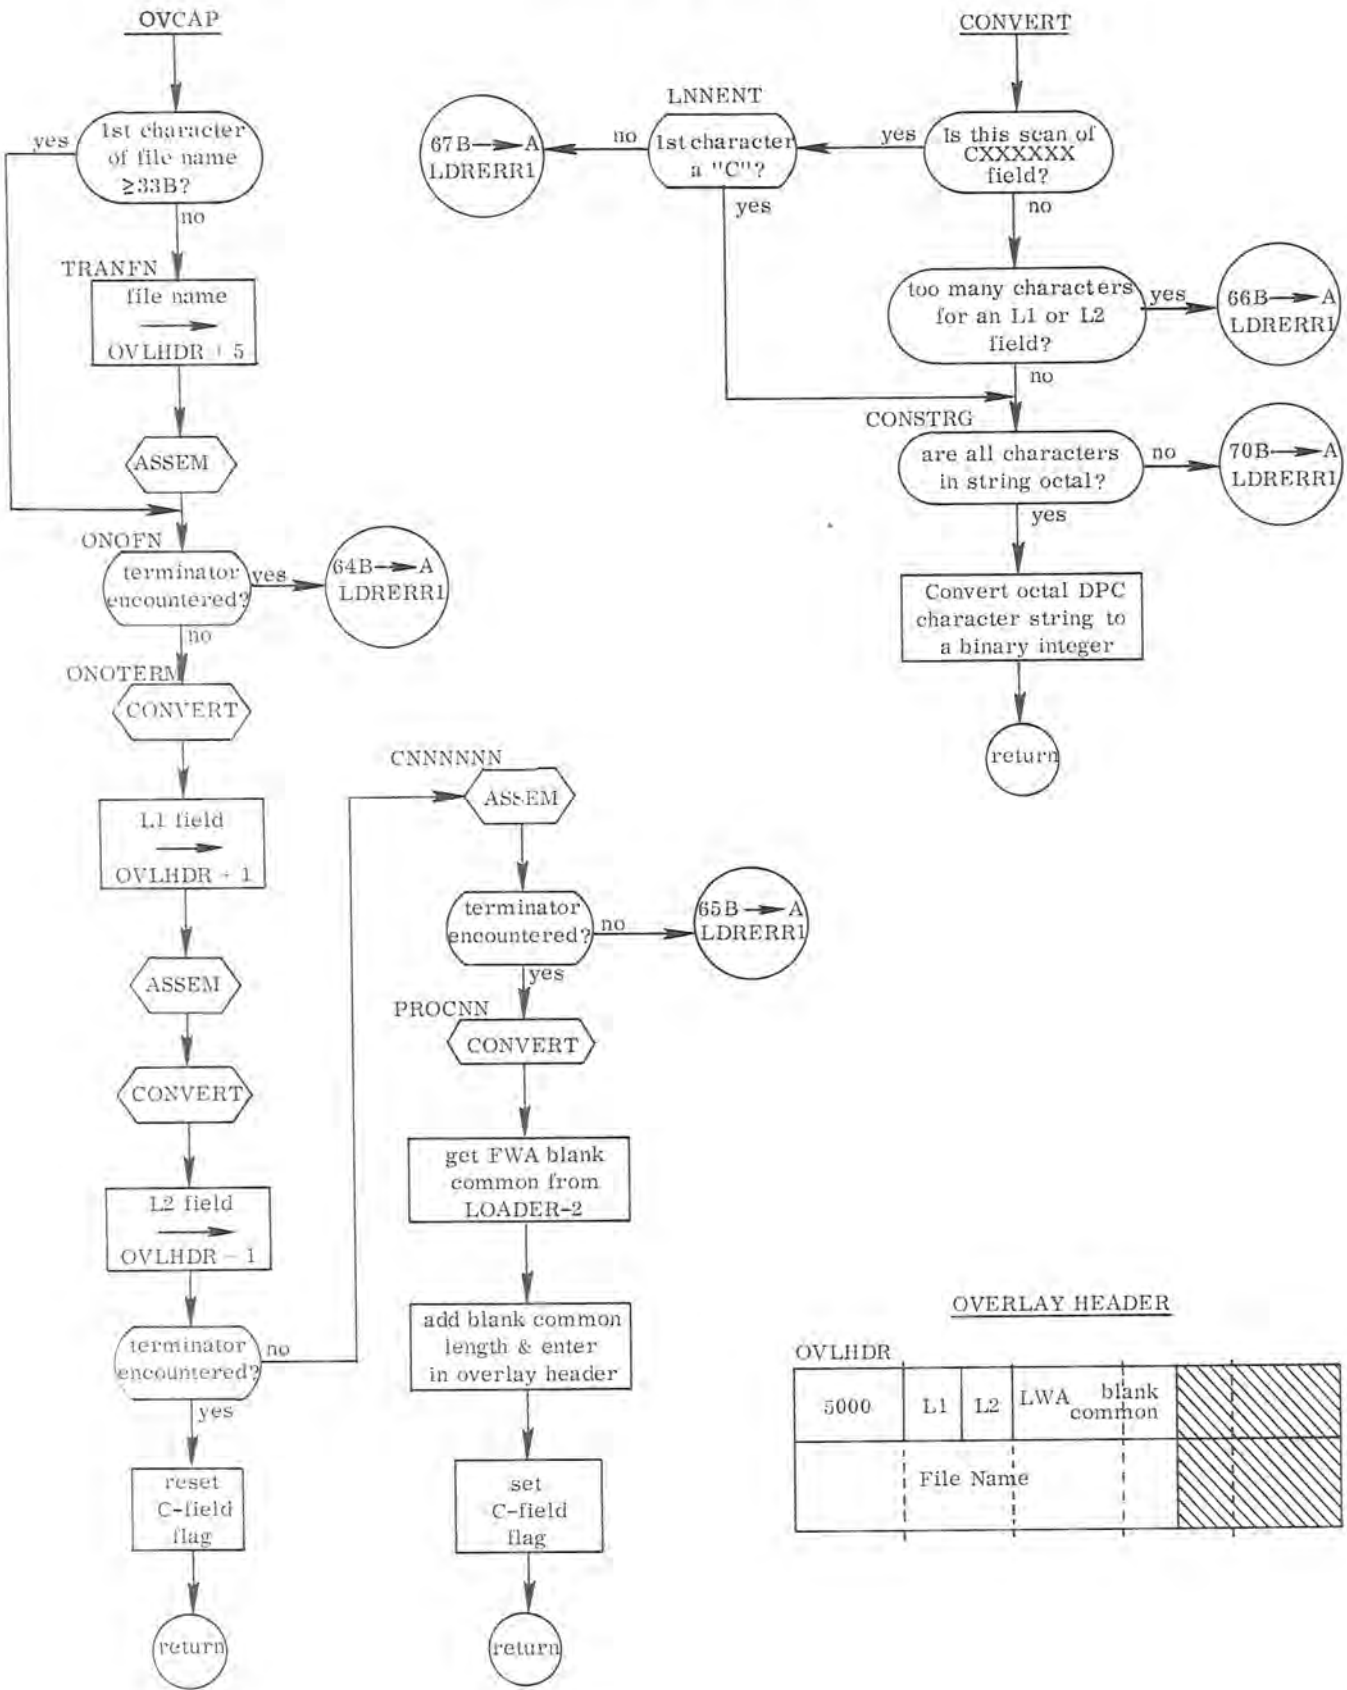 OVCAP
1st character
of file name
≥33B?
yes
no
TRANFN
file name
OVLHDR + 5
ASSEM
ONOFN
terminator
encountered?
yes
64B → A
LDRERR1
no
ONOTERM
CONVERT
L1 field
OVLHDR + 1
ASSEM
CONVERT
L2 field
OVLHDR - 1
terminator
encountered?
no
yes
reset
C-field
flag
return
CNNNNNN
ASSEM
terminator
encountered?
no
65B → A
LDRERR1
yes
PROCNN
CONVERT
get FWA blank
common from
LOADER-2
add blank common
length & enter
in overlay header
set
C-field
flag
return
CONVERT
Is this scan of
CXXXXXX
field?
yes
LNNENT
1st character
a "C"?
no
67B → A
LDRERR1
yes
no
too many characters
for an L1 or L2
field?
yes
66B → A
LDRERR1
no
CONSTRG
are all characters
in string octal?
no
70B → A
LDRERR1
yes
Convert octal DPC
character string to
a binary integer
return
OVERLAY HEADER
OVLHDR
5000 L1 L2 LWA blank
common
File Name